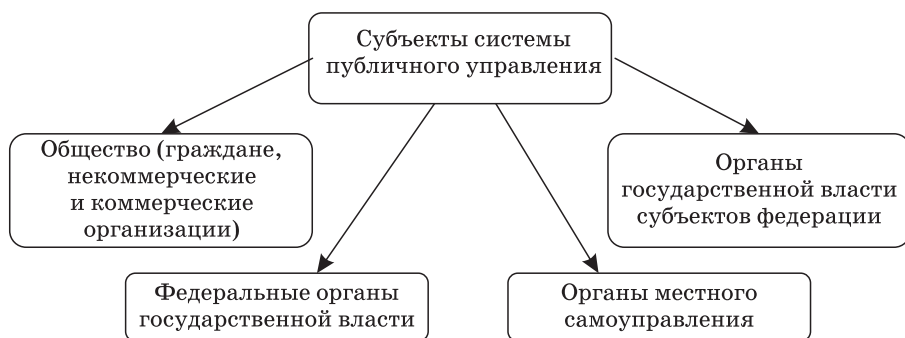 Субъекты системы
публичного управления
Общество (граждане,
некоммерческие
и коммерческие
организации)
Органы
государственной власти
субъектов федерации
Федеральные органы
государственной власти
Органы местного
самоуправления